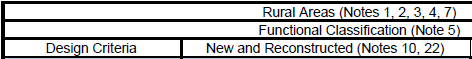 Rural Areas (Notes 1, 2, 3, 4, 7)
Functional Classification (Note 5)
Design Criteria New and Reconstructed (Notes 10, 22)